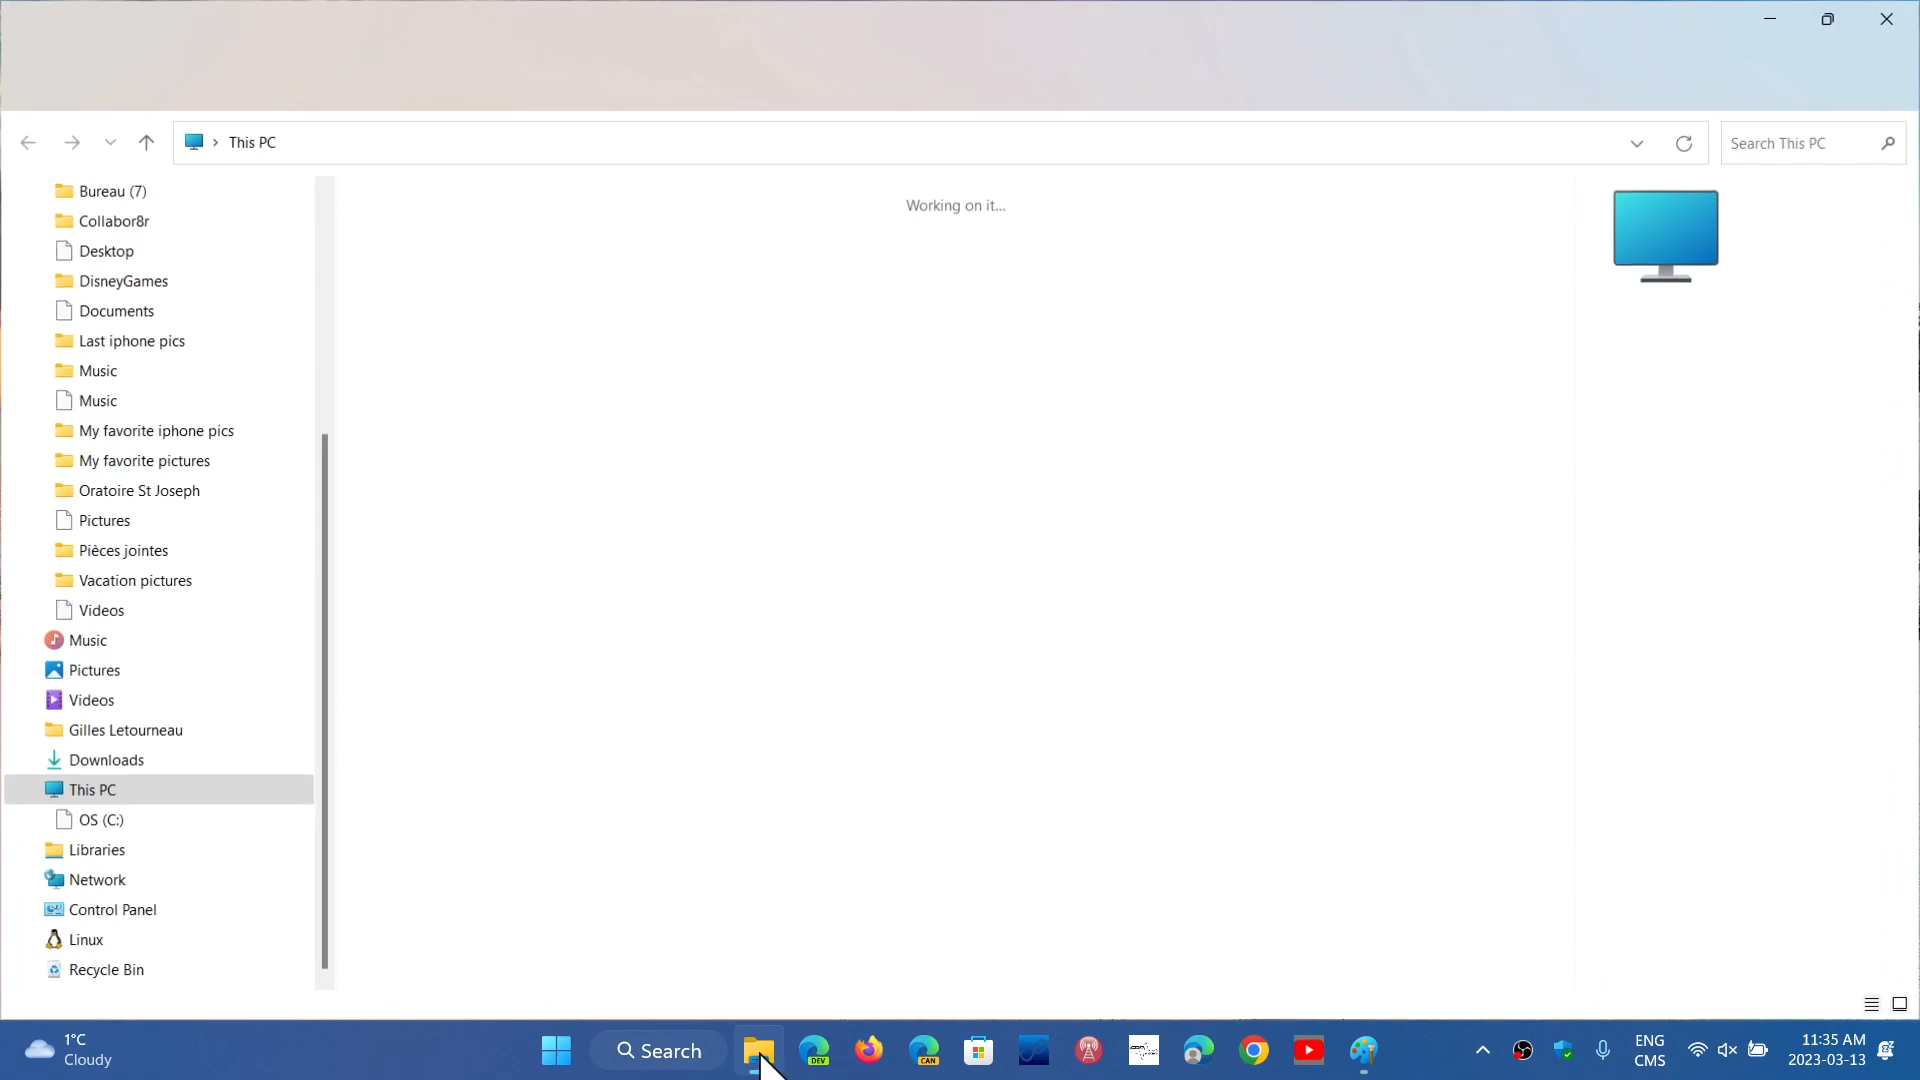 This PC
Search This PC
Bureau (7)
Collabor8r
Desktop
DisneyGames
Documents
Last iphone pics
Music
Music
My favorite iphone pics
My favorite pictures
Oratoire St Joseph
Pictures
Pièces jointes
Vacation pictures
Videos
Music
Pictures
Videos
Gilles Letourneau
Downloads
This PC
OS (C:)
Libraries
Network
Control Panel
Linux
Recycle Bin
Working on it...
1°C
Cloudy
Search
DEV
CAN
ENG
CMS
11:35 AM
2023-03-13